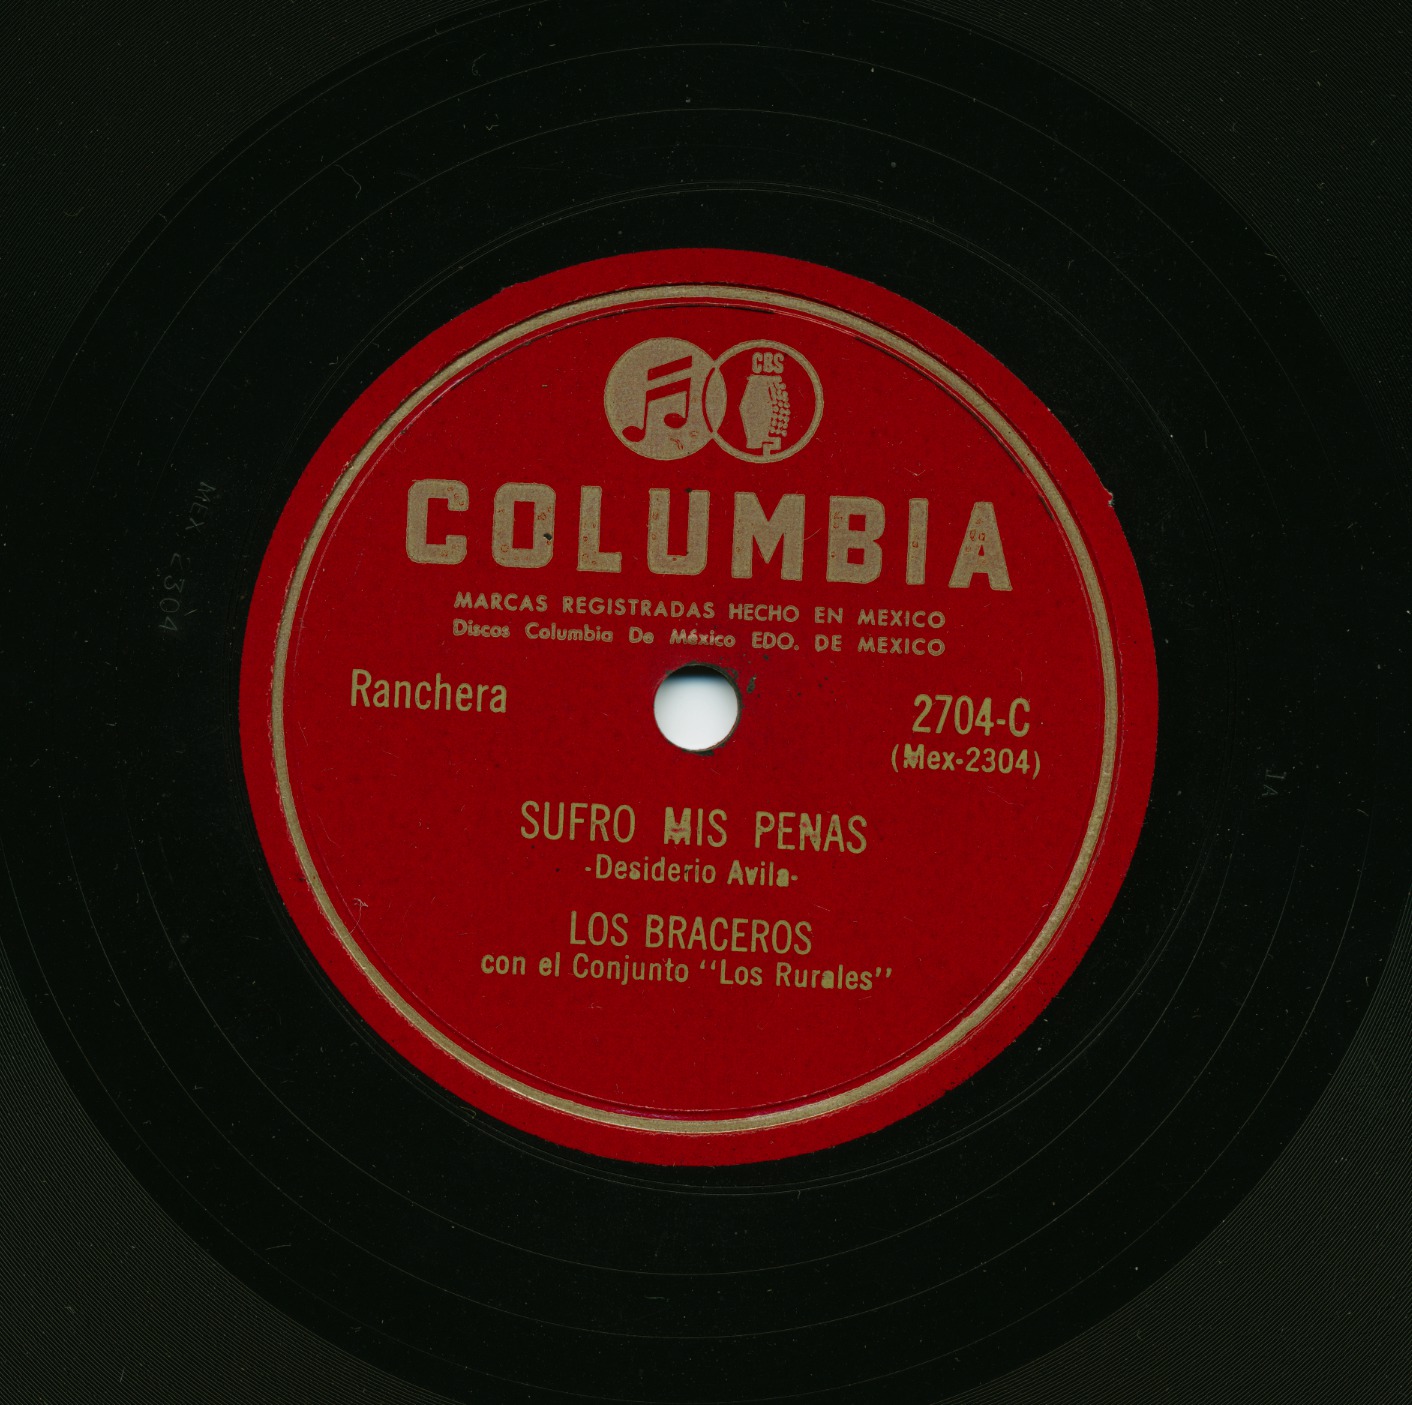 CBS
COLUMBIA
MARCAS REGISTRADAS HECHO EN MEXICO
Discos Columbia De México EDO. DE MEXICO
Ranchera
2704-C
(Mex-2304)
SUFRO MIS PENAS
-Desiderio Avila-
LOS BRACEROS
con el Conjunto "Los Rurales"
MEX 2304
JA